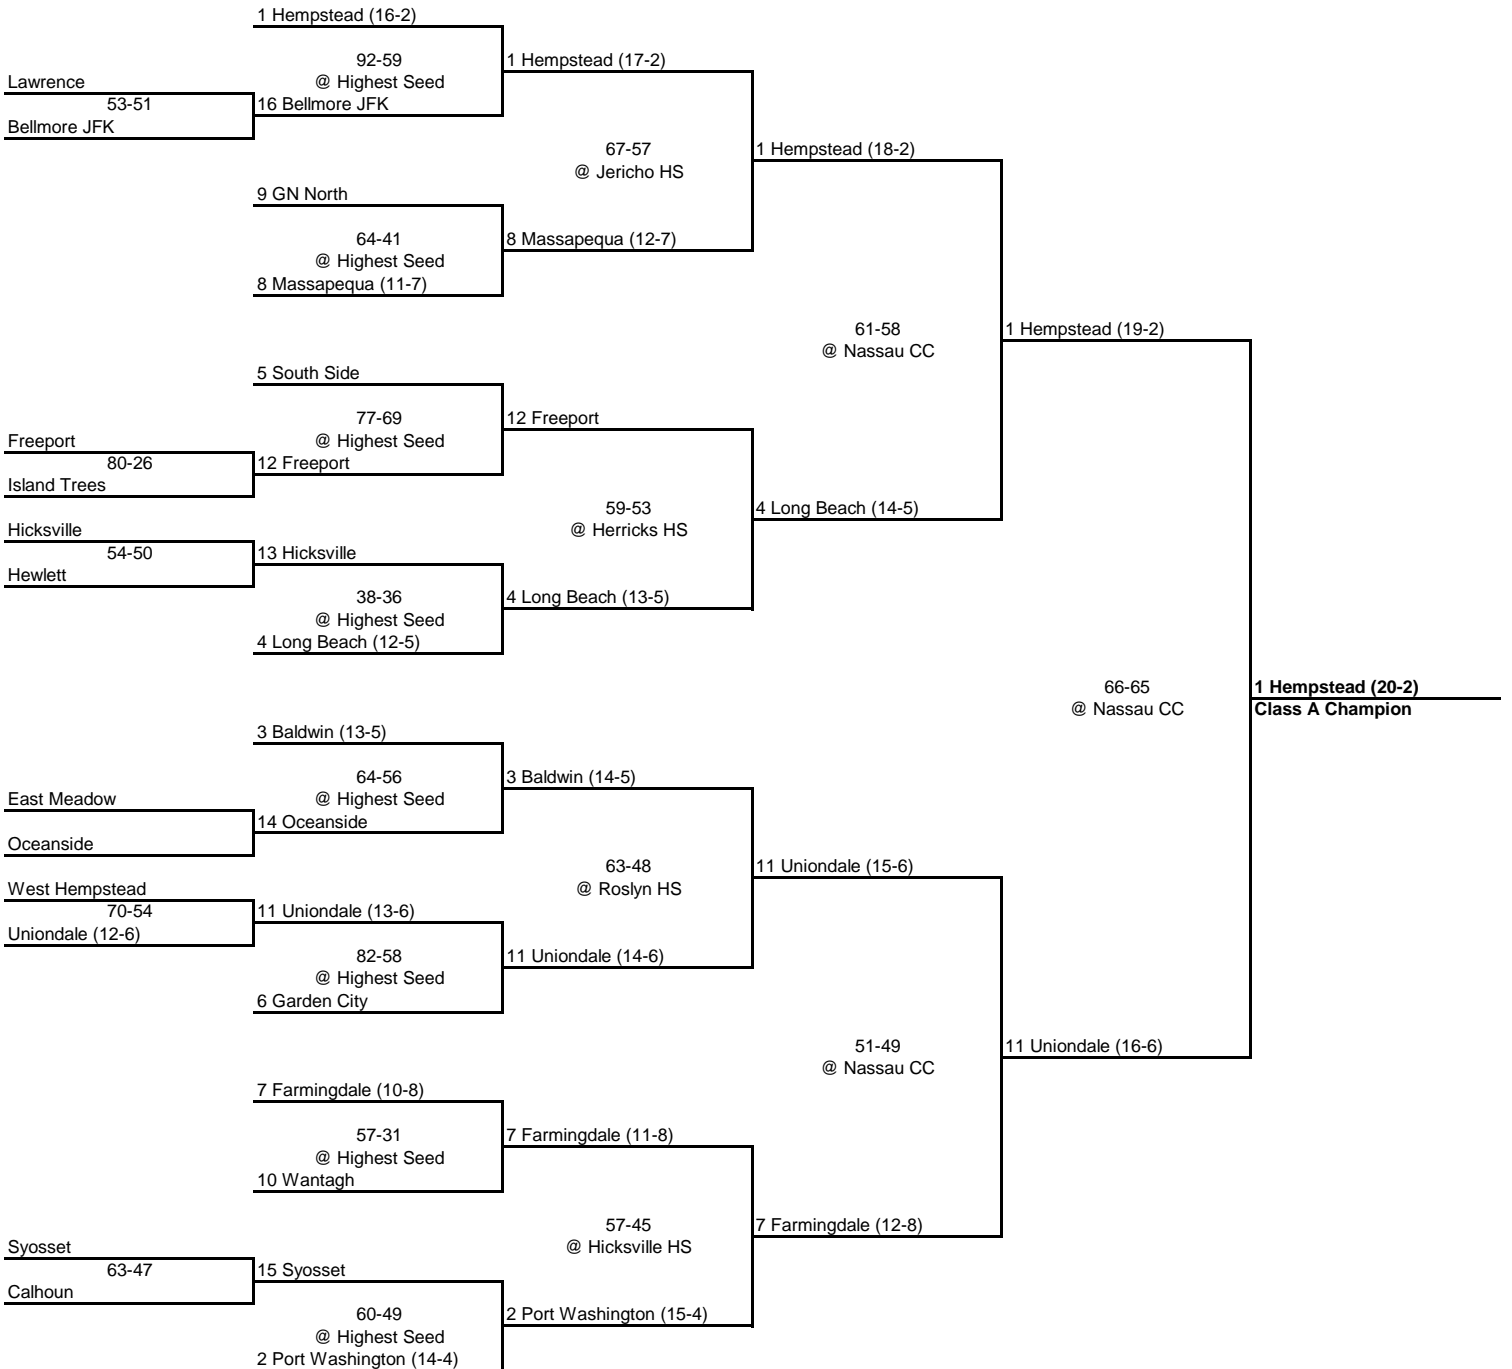 1 Hempstead (16-2)
92-59
1 Hempstead (17-2)
Lawrence
@ Highest Seed
53-51
16 Bellmore JFK
Bellmore JFK
67-57
1 Hempstead (18-2)
@ Jericho HS
9 GN North
64-41
8 Massapequa (12-7)
@ Highest Seed
8 Massapequa (11-7)
61-58
1 Hempstead (19-2)
@ Nassau CC
5 South Side
77-69
12 Freeport
Freeport
@ Highest Seed
80-26
12 Freeport
Island Trees
59-53
4 Long Beach (14-5)
Hicksville
@ Herricks HS
54-50
13 Hicksville
Hewlett
38-36
4 Long Beach (13-5)
@ Highest Seed
4 Long Beach (12-5)
66-65
1 Hempstead (20-2)
@ Nassau CC
Class A Champion
3 Baldwin (13-5)
64-56
3 Baldwin (14-5)
East Meadow
@ Highest Seed
14 Oceanside
Oceanside
63-48
11 Uniondale (15-6)
West Hempstead
@ Roslyn HS
70-54
11 Uniondale (13-6)
Uniondale (12-6)
82-58
11 Uniondale (14-6)
@ Highest Seed
6 Garden City
51-49
11 Uniondale (16-6)
@ Nassau CC
7 Farmingdale (10-8)
57-31
7 Farmingdale (11-8)
@ Highest Seed
10 Wantagh
57-45
7 Farmingdale (12-8)
Syosset
@ Hicksville HS
63-47
15 Syosset
Calhoun
60-49
2 Port Washington (15-4)
@ Highest Seed
2 Port Washington (14-4)